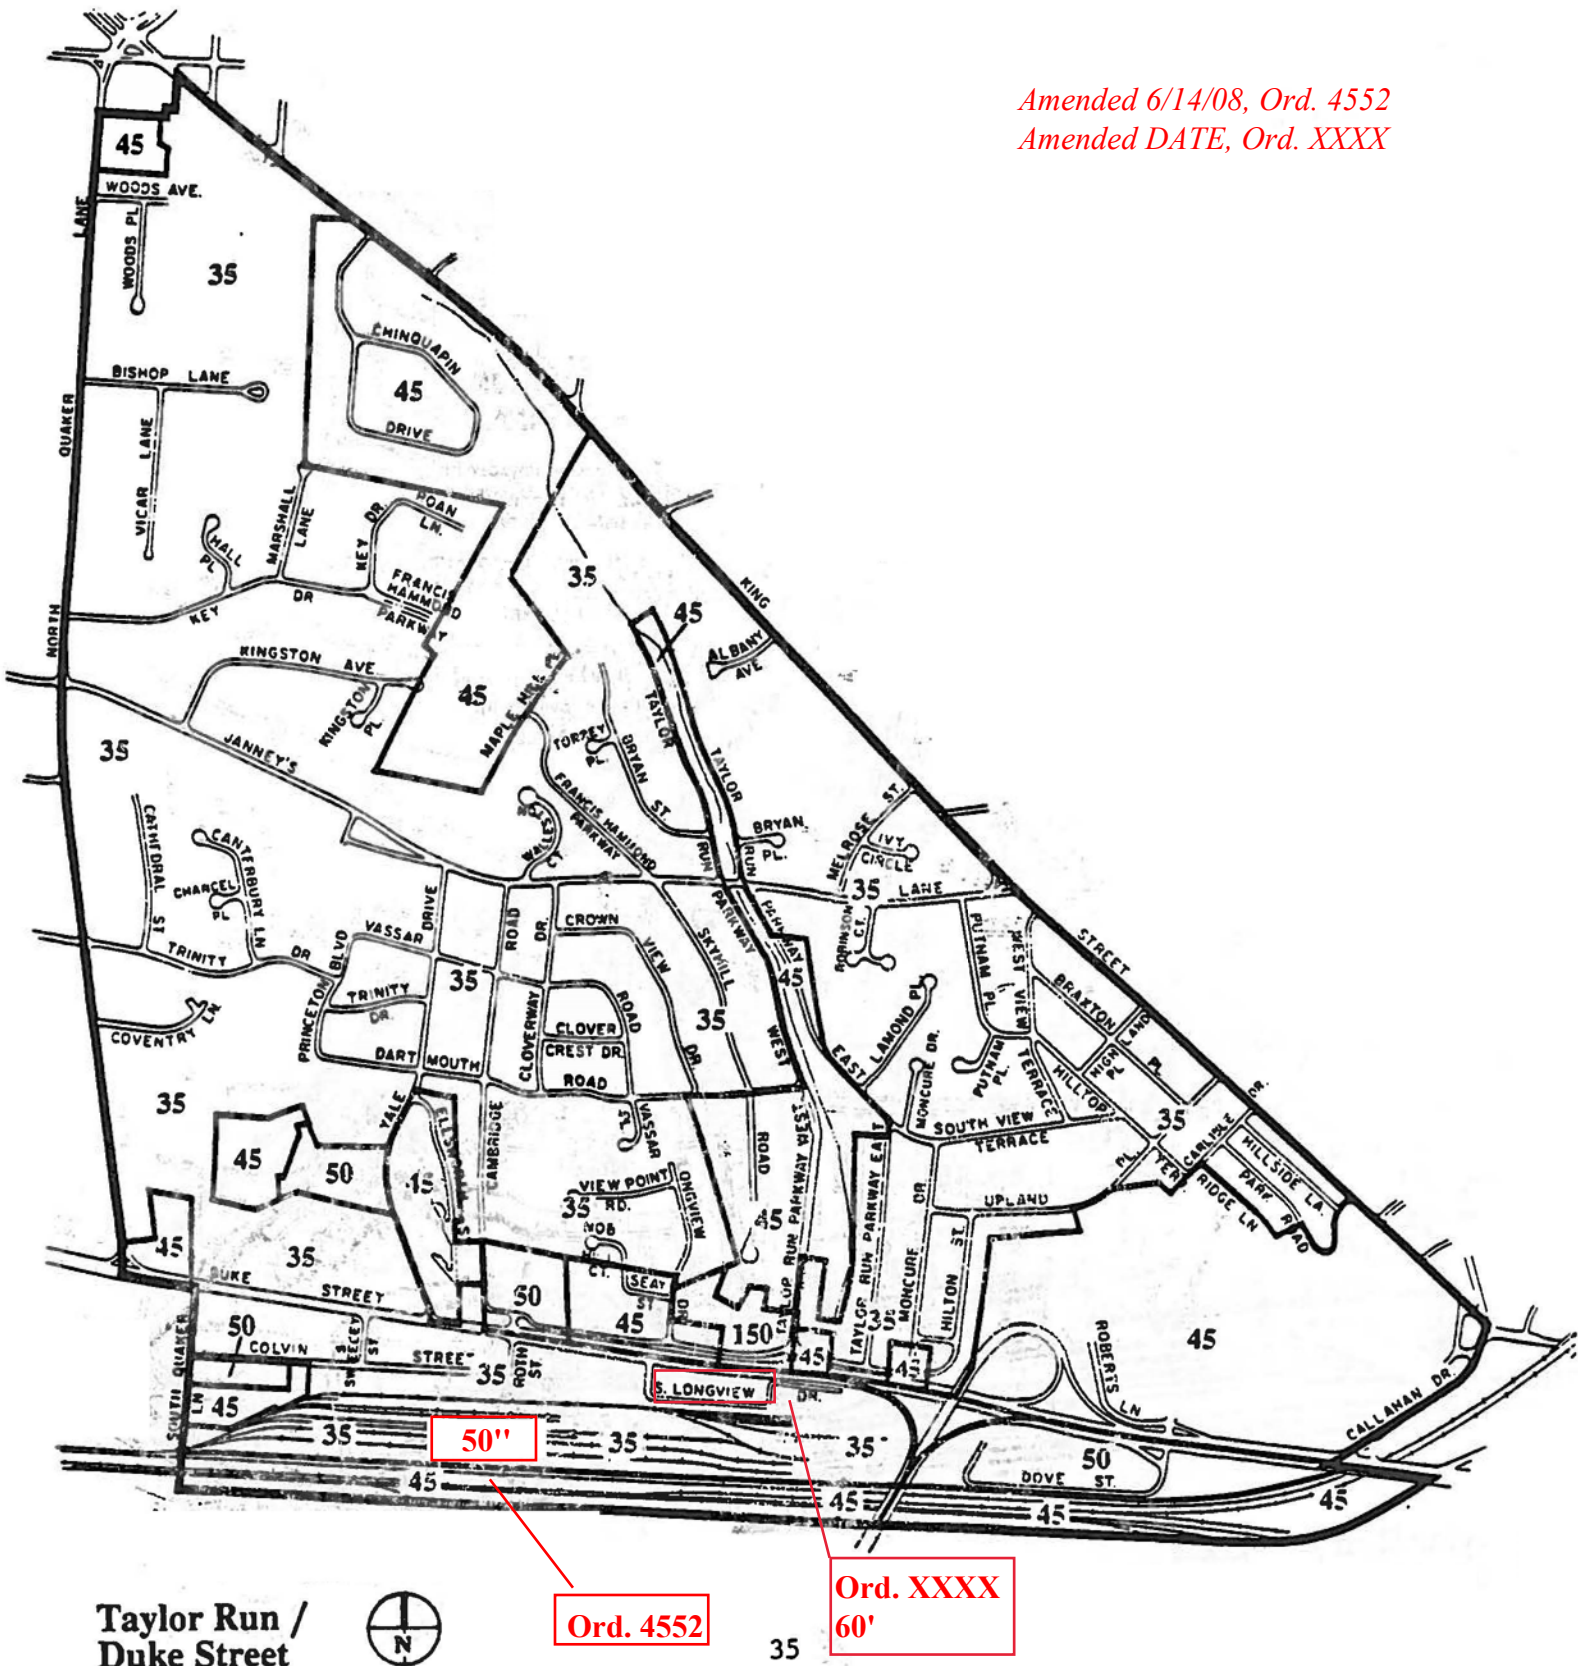 Amended 6/14/08, Ord. 4552
Amended DATE, Ord. XXXX
45
WOODS AVE.
LANE
WOODS PL
35
CHINQUAPIN
45
DRIVE
BISHOP LANE
QUAKER
VICAR LANE
MARSHALL
LANE
ROAN
LN.
KEY DR.
HALL
PL
FRANCIS
HAMMOND
PARKWAY
KEY DR
NORTH
35
KING
45
ALBANY
AVE
KINGSTON AVE
KINGSTON
PL
45
MAPLE HILL PL
TAYLOR
TAYLOR
35
JANNEY'S
PL.
BRYAN
ST.
FRANCIS HAMMOND
PARKWAY
CT
RUN
RUN
BRYAN
PL.
MELROSE ST.
IVY
CIRCLE
35
LANE
CATHEDRAL
ST
CANTERBURY LN
CHANCEL
PL
TRINITY DR
PRINCETON BLVD
VASSAR
DRIVE
ROAD
DR.
CROWN
VIEW
DR.
SKYHILL
PARKWAY
ROBINSON
CT.
PUTNAM PL
WEST VIEW
TERRACE
STREET
BRAXTON
PL
35
TRINITY
DR.
45
COVENTRY LN.
CLOVERWAY
CLOVER
CREST DR.
ROAD
35
WEST
EAST
LAMOND PL
MONCURE DR.
PUTNAM
PL.
HIGHLAND
PL
HILLTOP
DARTMOUTH
ROAD
35
YALE
CAMBRIDGE
VASSAR
ROAD
SOUTH VIEW
TERRACE
35
CARLISLE
DR.
HILLSIDE LA.
PARK ROAD
RIDGE LN
45
50
VIEW POINT
RD.
35
LONGVIEW
DR
TAYLOR RUN PARKWAY WEST
TAYLOR RUN PARKWAY EAST
MONCURE
DR
UPLAND
PL.
HILTON
ST.
45
35
DUKE STREET
50
CT.
SEAT
ST
45
150
45
45
45
ROBERTS
LN
50
COLVIN STREET
ROTH
ST.
35
S. LONGVIEW DR.
SOUTH QUAKER
LN
45
35
50"
35
35
50
DOVE ST.
CALLAHAN DR.
45
45
45
45
Ord. 4552
Ord. XXXX
60'
Taylor Run /
Duke Street
N
35